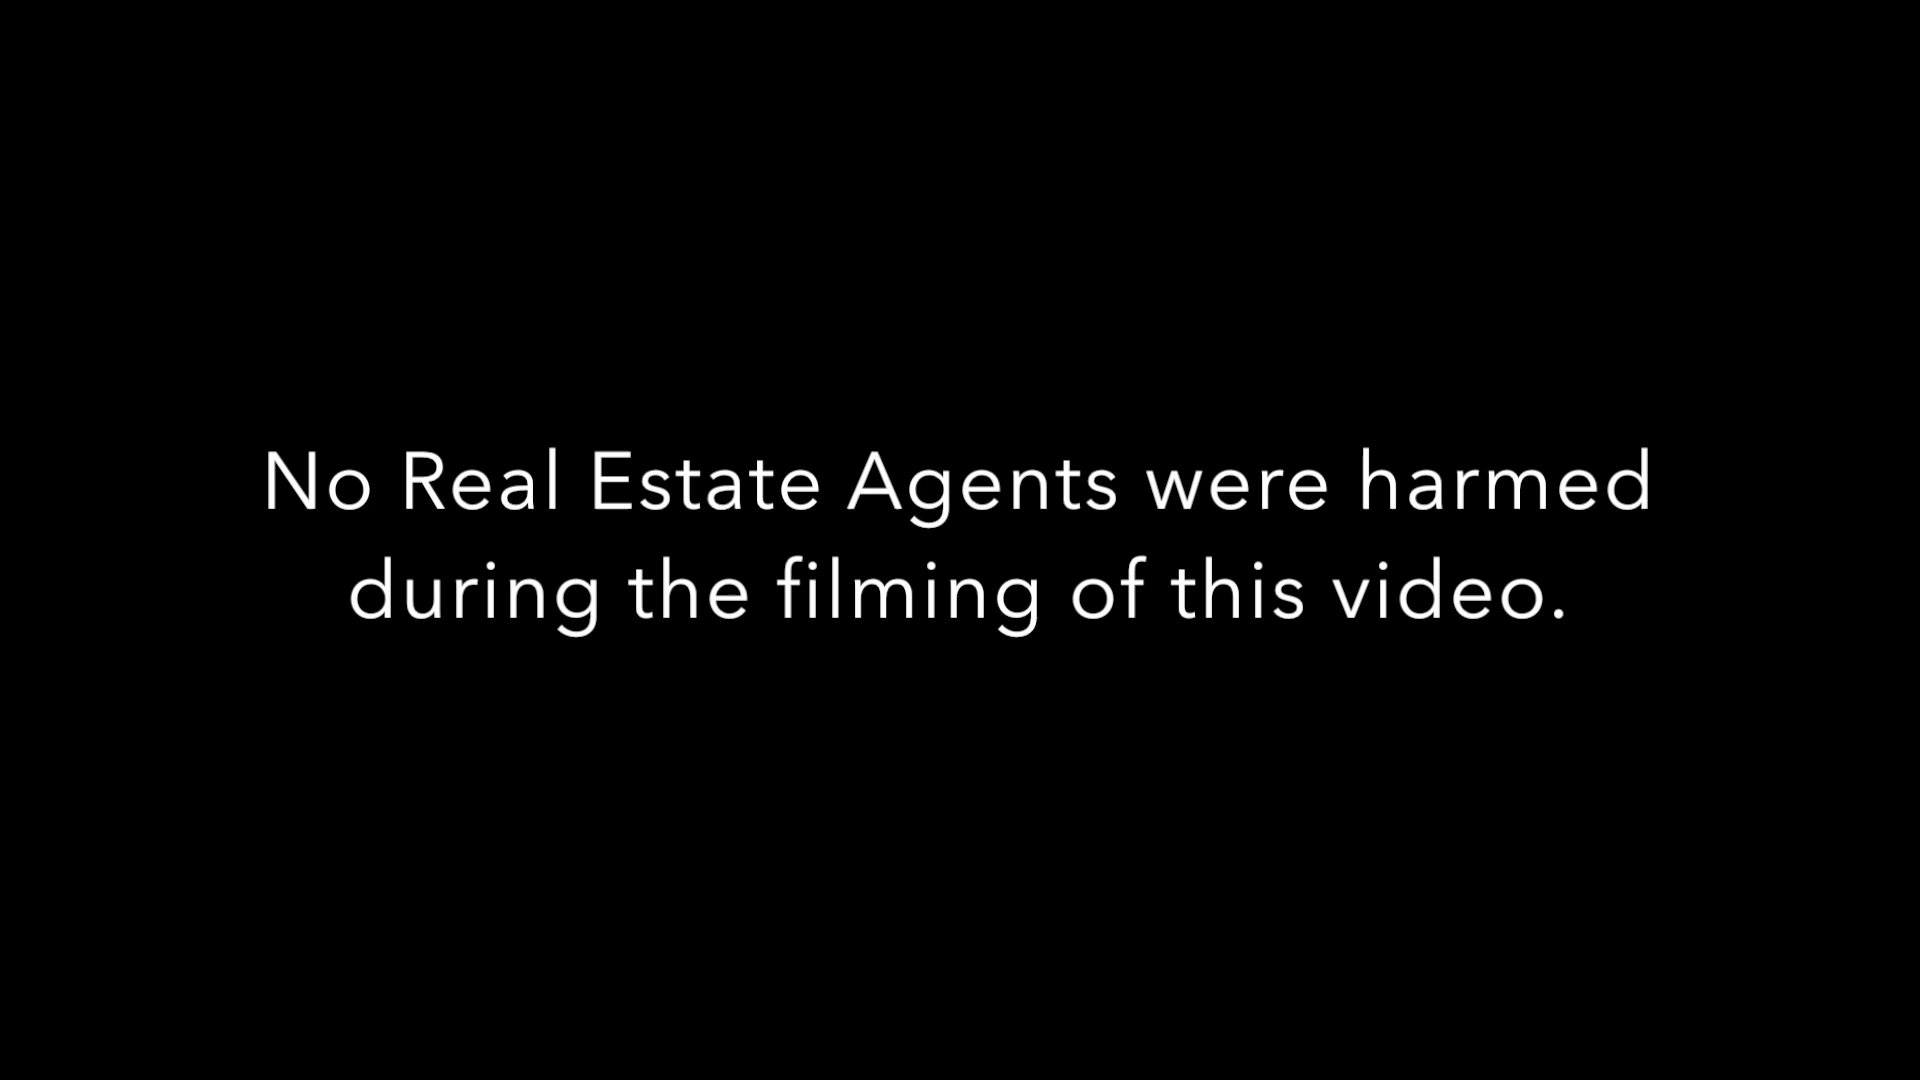 No Real Estate Agents were harmed
during the filming of this video.